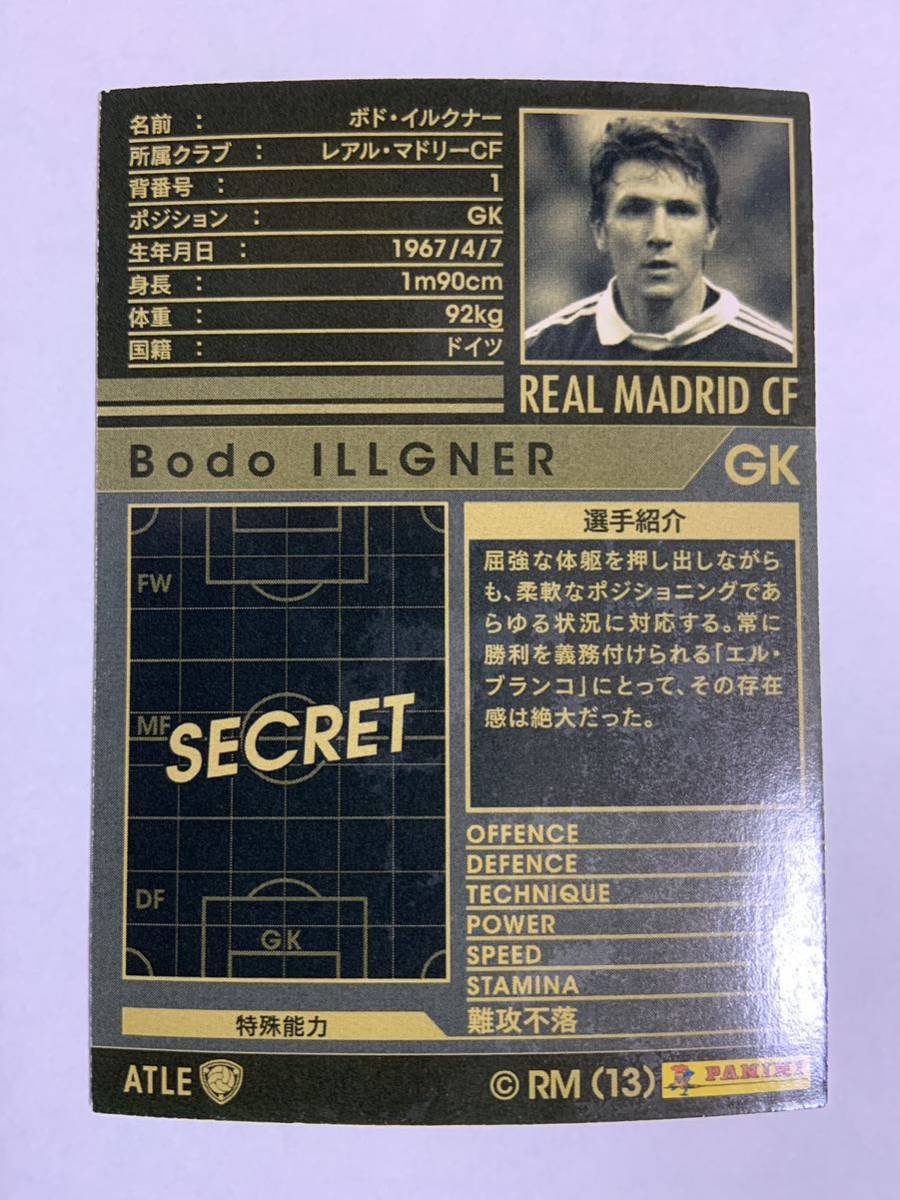 名前 : ボド・イルクナー
所属クラブ : レアル・マドリーCF
背番号 : 1
ポジション : GK
生年月日 : 1967/4/7
身長 : 1m90cm
体重 : 92kg
国籍 : ドイツ
REAL MADRID CF
Bodo ILLGNER
GK
FW
MF
SECRET
DF
GK
選手紹介
屈強な体躯を押し出しながら
も、柔軟なポジショニングであ
らゆる状況に対応する。常に
勝利を義務付けられる「エル・
ブランコ」にとって、その存在
感は絶大だった。
OFFENCE
DEFENCE
TECHNIQUE
POWER
SPEED
STAMINA
特殊能力
難攻不落
ATLE
© RM (13)
PANINI